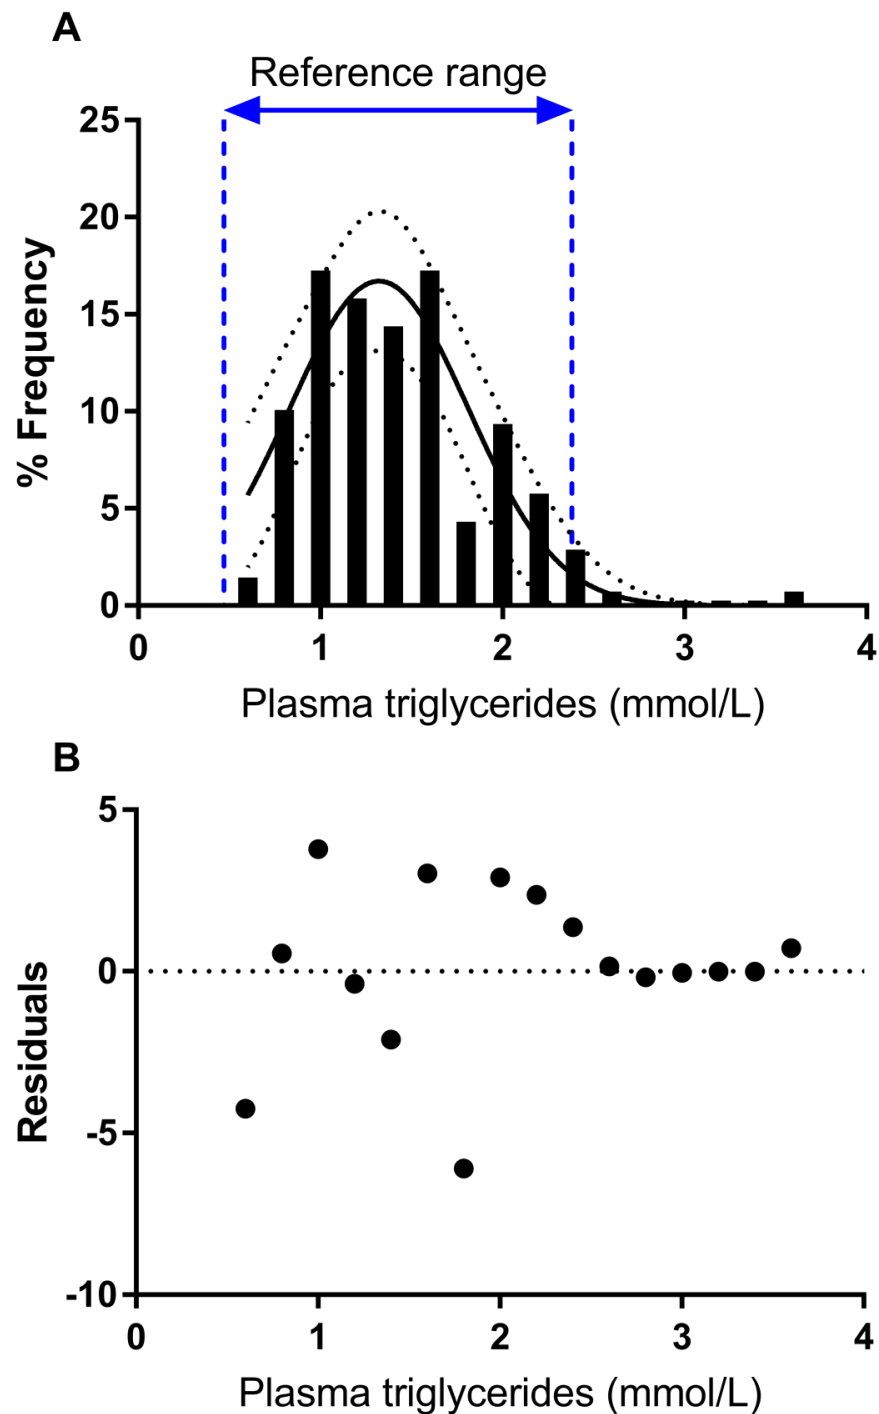 A
Reference range
25
20
15
10
5
0
% Frequency
0 1 2 3 4
Plasma triglycerides (mmol/L)
B
5
0
-5
-10
Residuals
0 1 2 3 4
Plasma triglycerides (mmol/L)